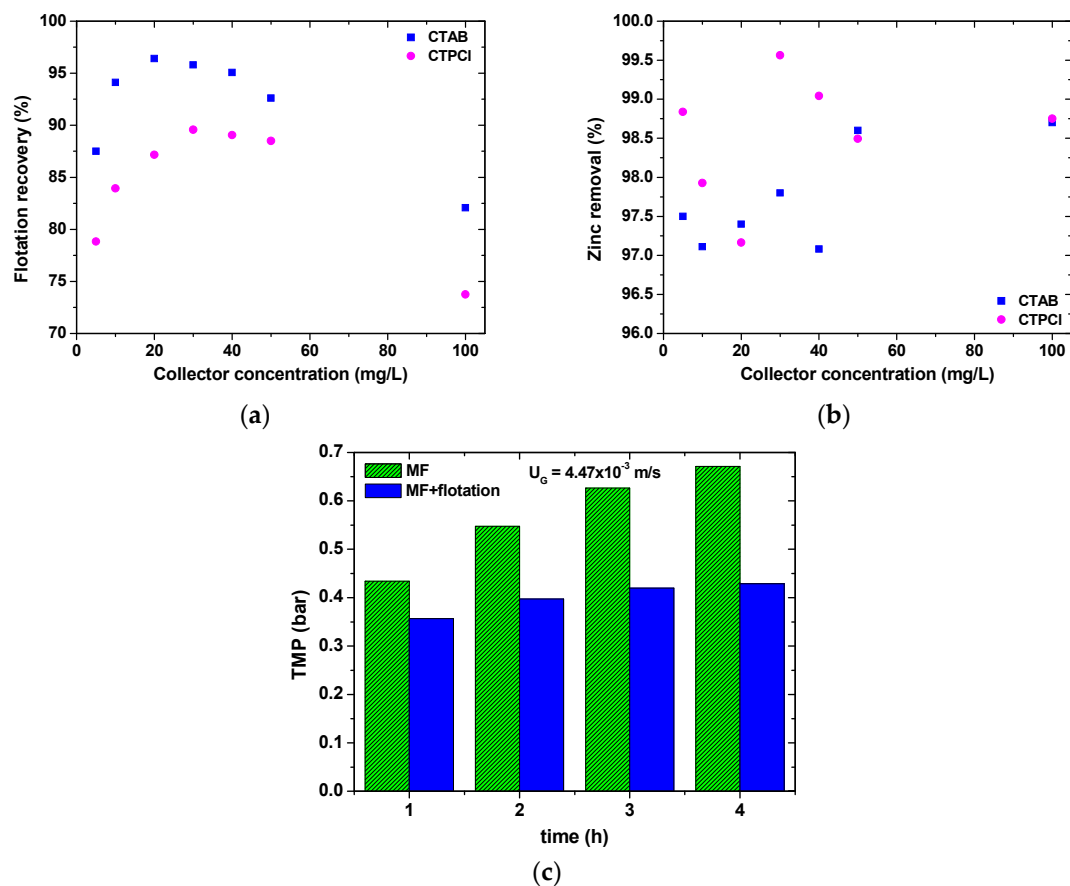 100
95
90
85
80
75
70
Flotation recovery (%)
CTAB
CTPCl
0 20 40 60 80 100
Collector concentration (mg/L)
(a)
100.0
99.5
99.0
98.5
98.0
97.5
97.0
96.5
96.0
Zinc removal (%)
CTAB
CTPCl
0 20 40 60 80 100
Collector concentration (mg/L)
(b)
0.7
0.6
0.5
0.4
0.3
0.2
0.1
0.0
TMP (bar)
MF
MF+flotation
U_G = 4.47x10^-3 m/s
1 2 3 4
time (h)
(c)